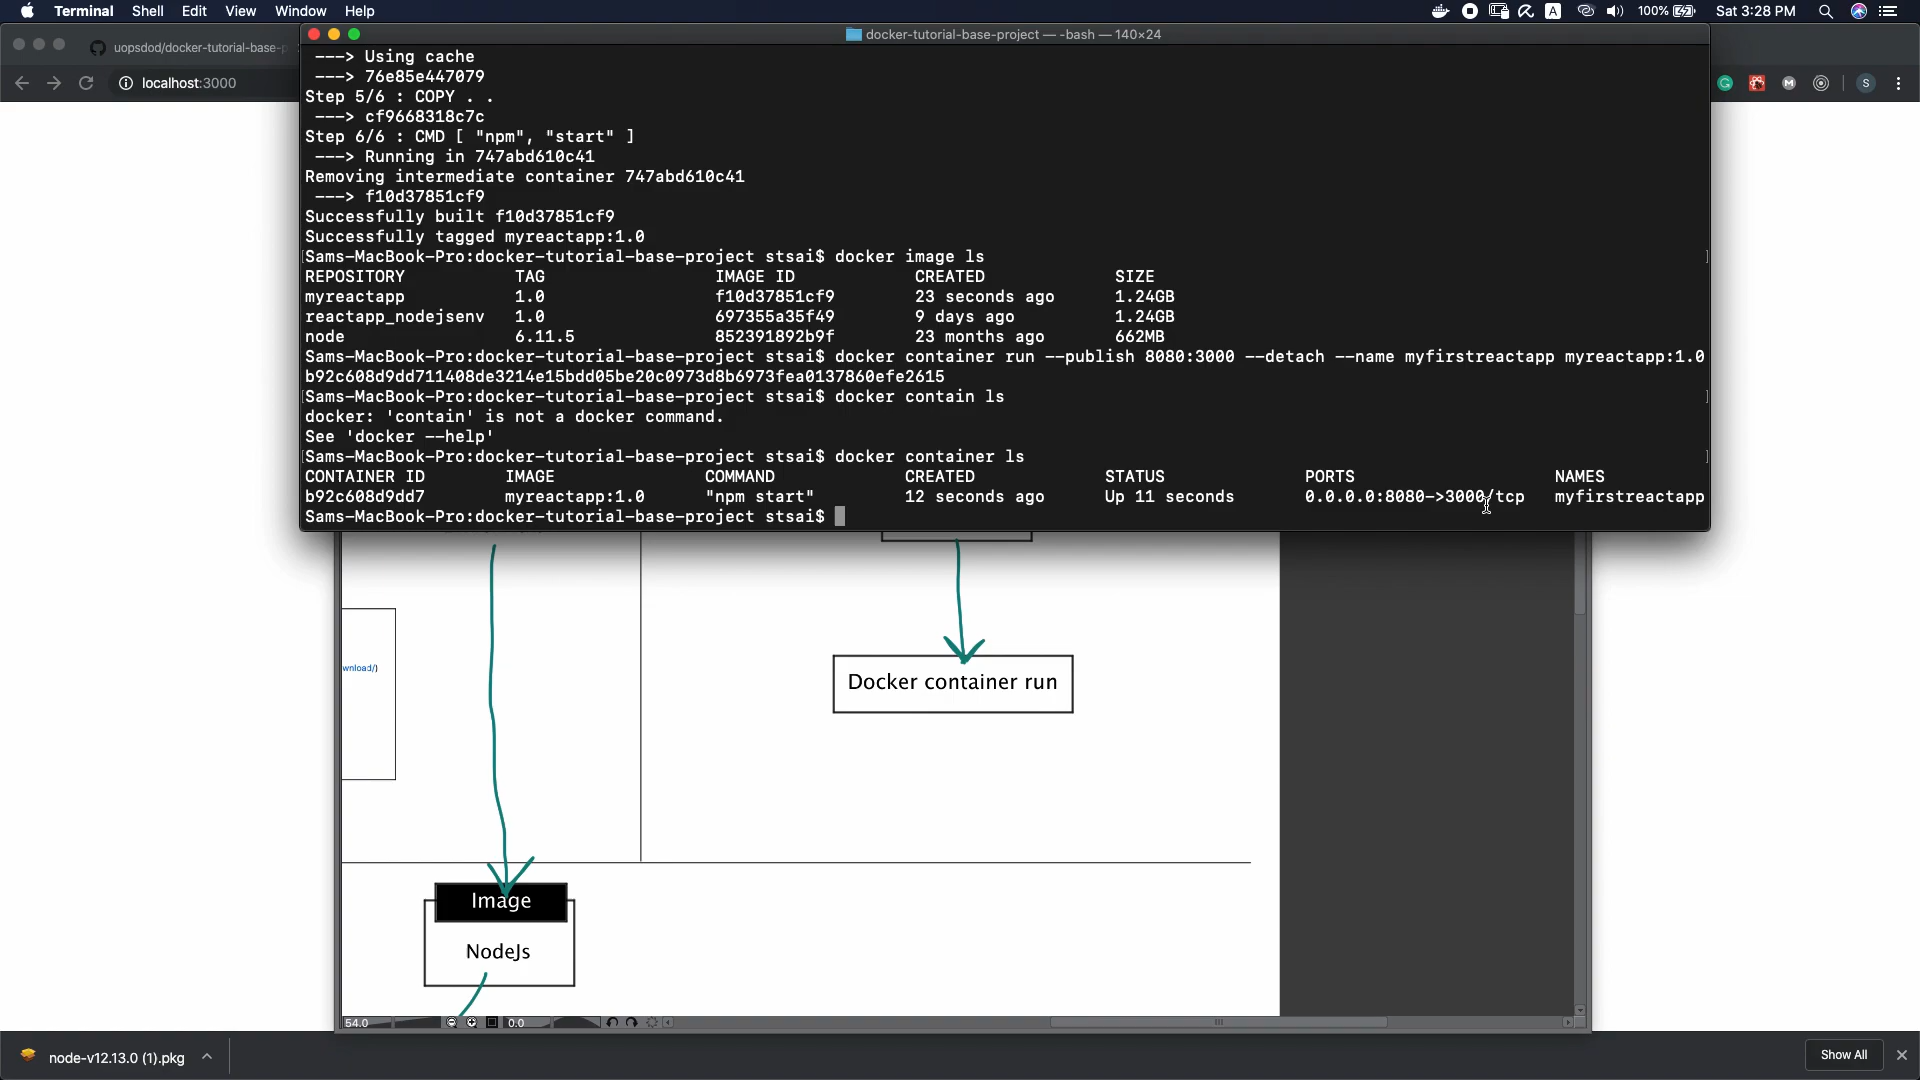 Terminal Shell Edit View Window Help
100% Sat 3:28 PM
uopsdod/docker-tutorial-base-p
docker-tutorial-base-project — -bash — 140×24
localhost:3000
S
---> Using cache
---> 76e85e447079
Step 5/6 : COPY . .
---> cf9668318c7c
Step 6/6 : CMD [ "npm", "start" ]
---> Running in 747abd610c41
Removing intermediate container 747abd610c41
---> f10d37851cf9
Successfully built f10d37851cf9
Successfully tagged myreactapp:1.0
Sams-MacBook-Pro:docker-tutorial-base-project stsai$ docker image ls
REPOSITORY TAG IMAGE ID CREATED SIZE
myreactapp 1.0 f10d37851cf9 23 seconds ago 1.24GB
reactapp_nodejsenv 1.0 697355a35f49 9 days ago 1.24GB
node 6.11.5 852391892b9f 23 months ago 662MB
Sams-MacBook-Pro:docker-tutorial-base-project stsai$ docker container run --publish 8080:3000 --detach --name myfirstreactapp myreactapp:1.0
b92c608d9dd711408de3214e15bdd05be20c0973d8b6973fea0137860efe2615
Sams-MacBook-Pro:docker-tutorial-base-project stsai$ docker contain ls
docker: 'contain' is not a docker command.
See 'docker --help'
Sams-MacBook-Pro:docker-tutorial-base-project stsai$ docker container ls
CONTAINER ID IMAGE COMMAND CREATED STATUS PORTS NAMES
b92c608d9dd7 myreactapp:1.0 "npm start" 12 seconds ago Up 11 seconds 0.0.0.0:8080->3000/tcp myfirstreactapp
Sams-MacBook-Pro:docker-tutorial-base-project stsai$
wnload/)
Docker container run
Image
NodeJs
54.0 0.0
node-v12.13.0 (1).pkg
Show All